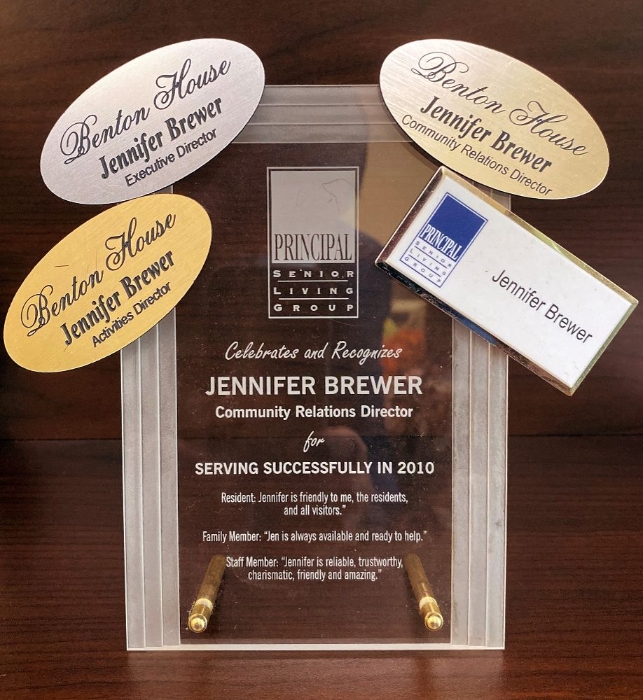 Benton House
Jennifer Brewer
Executive Director
Benton House
Jennifer Brewer
Community Relations Director
Benton House
Jennifer Brewer
Activities Director
PRINCIPAL
SENIOR
LIVING
GROUP
Jennifer Brewer
PRINCIPAL
SENIOR
LIVING
GROUP
Celebrates and Recognizes
JENNIFER BREWER
Community Relations Director
for
SERVING SUCCESSFULLY IN 2010
Resident: Jennifer is friendly to me, the residents,
and all visitors."
Family Member: "Jen is always available and ready to help."
Staff Member: "Jennifer is reliable, trustworthy,
charismatic, friendly and amazing."